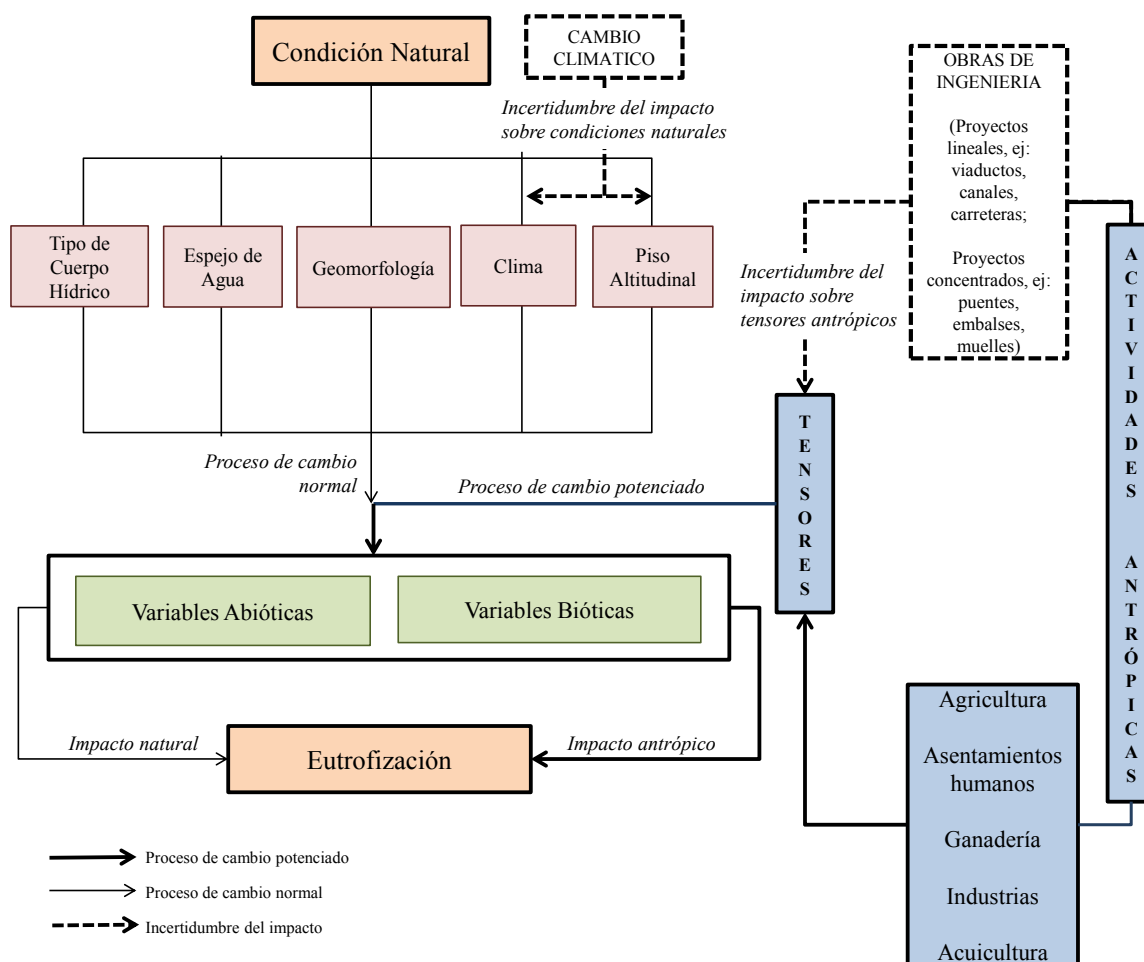 Condición Natural
CAMBIO
CLIMATICO
Incertidumbre del impacto
sobre condiciones naturales
OBRAS DE
INGENIERIA
(Proyectos
lineales, ej:
viaductos,
canales,
carreteras;
Proyectos
concentrados, ej:
puentes,
embalses,
muelles)
Tipo de
Cuerpo
Hídrico
Espejo de
Agua
Geomorfología
Clima
Piso
Altitudinal
Incertidumbre del
impacto sobre
tensores antrópicos
ACTIVIDADES ANTRÓPICAS
TENSORES
Proceso de cambio
normal
Proceso de cambio potenciado
Variables Abióticas
Variables Bióticas
Impacto natural
Eutrofización
Impacto antrópico
Agricultura
Asentamientos
humanos
Ganadería
Industrias
Acuicultura
Proceso de cambio potenciado
Proceso de cambio normal
Incertidumbre del impacto